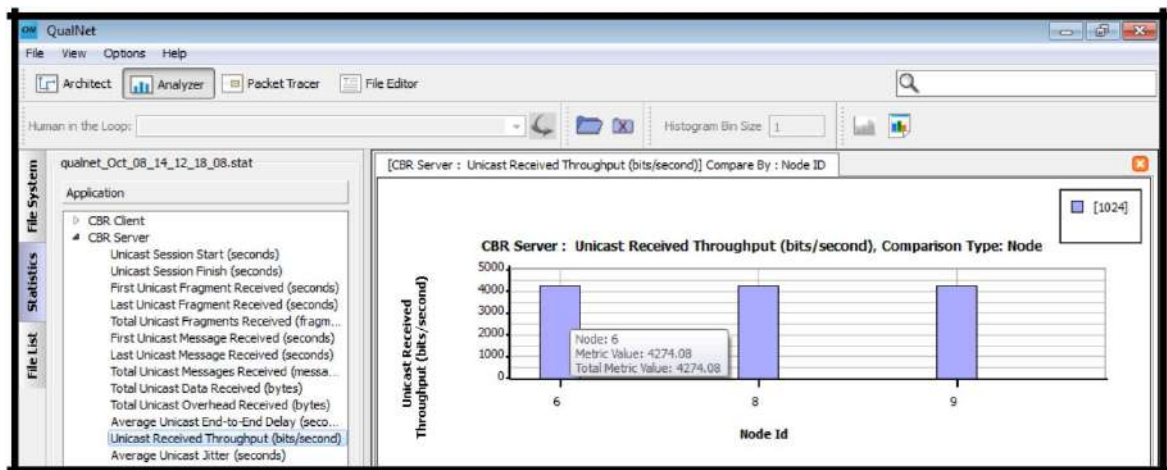 QN QualNet
File View Options Help
Architect Analyzer Packet Tracer File Editor
Human in the Loop: Histogram Bin Size 1
File System
Statistics
File List
qualnet_Oct_08_14_12_18_08.stat
Application
CBR Client
CBR Server
Unicast Session Start (seconds)
Unicast Session Finish (seconds)
First Unicast Fragment Received (seconds)
Last Unicast Fragment Received (seconds)
Total Unicast Fragments Received (fragm...
First Unicast Message Received (seconds)
Last Unicast Message Received (seconds)
Total Unicast Messages Received (messa...
Total Unicast Data Received (bytes)
Total Unicast Overhead Received (bytes)
Average Unicast End-to-End Delay (seco...
Unicast Received Throughput (bits/second)
Average Unicast Jitter (seconds)
[CBR Server : Unicast Received Throughput (bits/second)] Compare By : Node ID
[1024]
CBR Server : Unicast Received Throughput (bits/second), Comparison Type: Node
Unicast Received
Throughput (bits/second)
5000
4000
3000
2000
1000
0
Node: 6
Metric Value: 4274.08
Total Metric Value: 4274.08
6 8 9
Node Id